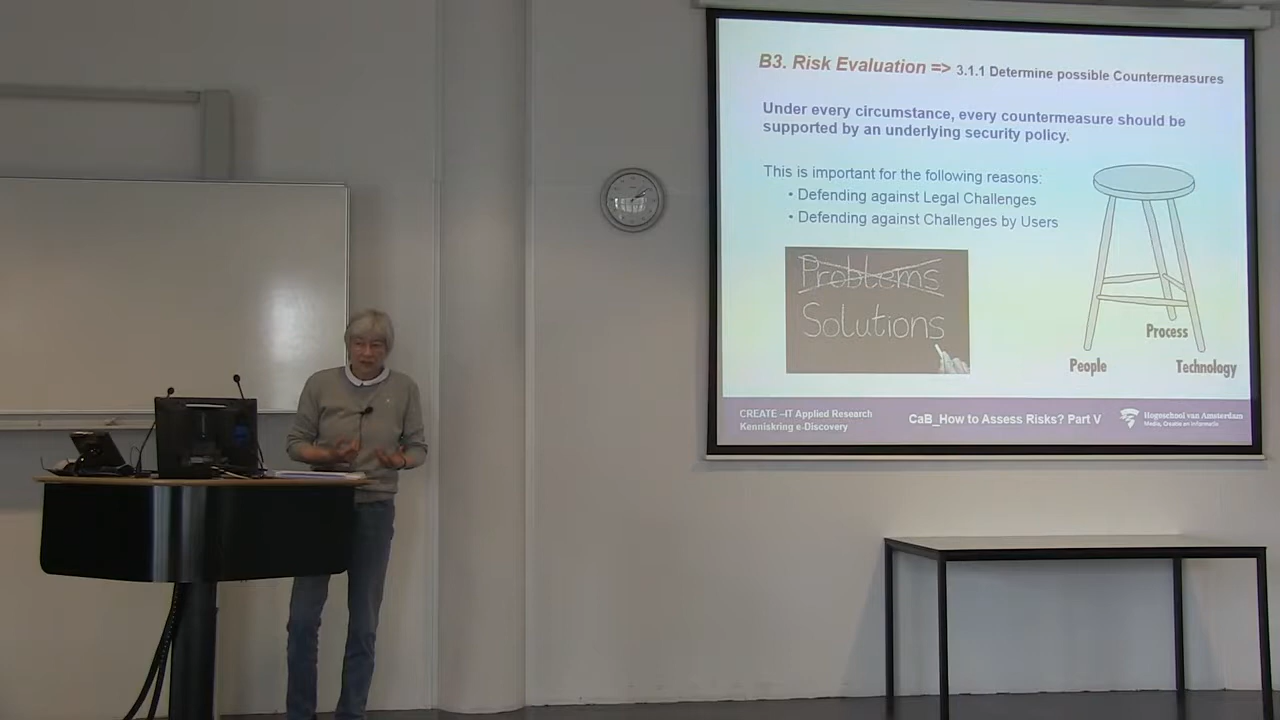 B3. Risk Evaluation => 3.1.1 Determine possible Countermeasures
Under every circumstance, every countermeasure should be
supported by an underlying security policy.
This is important for the following reasons:
• Defending against Legal Challenges
• Defending against Challenges by Users
Problems
Solutions
Process
People
Technology
CREATE –IT Applied Research
Kenniskring e-Discovery
CaB_How to Assess Risks? Part V
Hogeschool van Amsterdam
Media, Creatie en Informatie